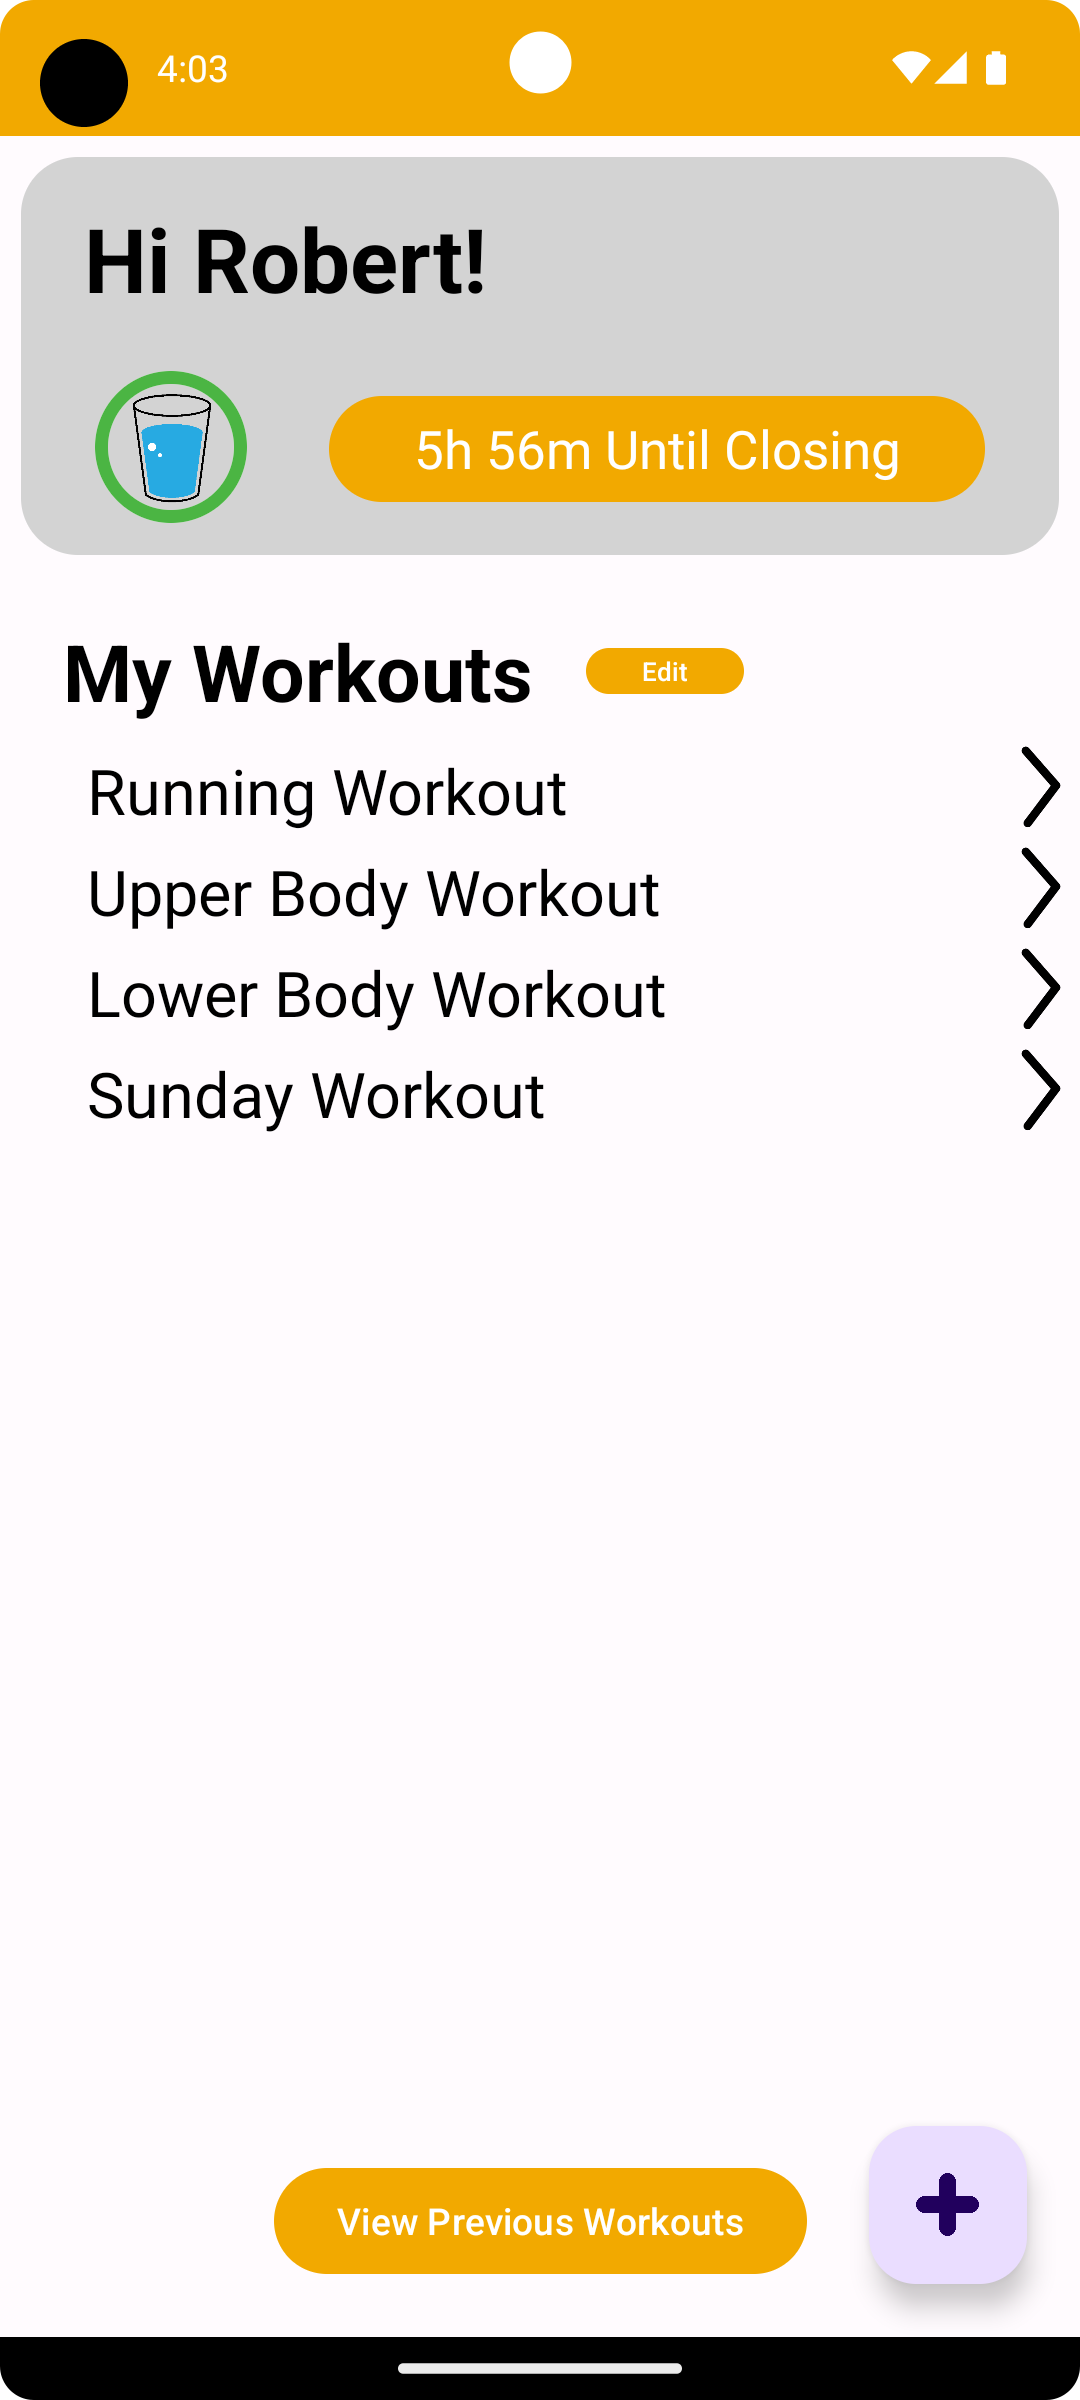 4:03
Hi Robert!
5h 56m Until Closing
My Workouts
Edit
Running Workout
Upper Body Workout
Lower Body Workout
Sunday Workout
View Previous Workouts